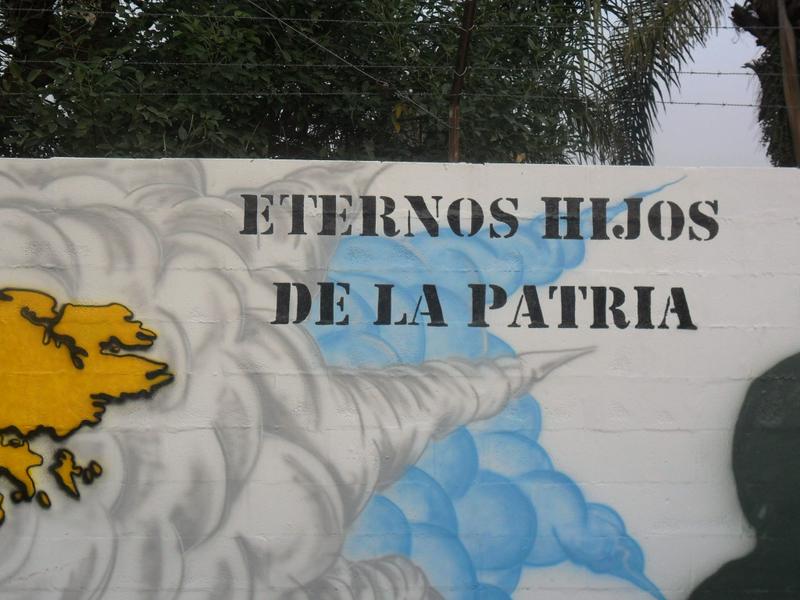 ETERNOS HIJOS
DE LA PATRIA